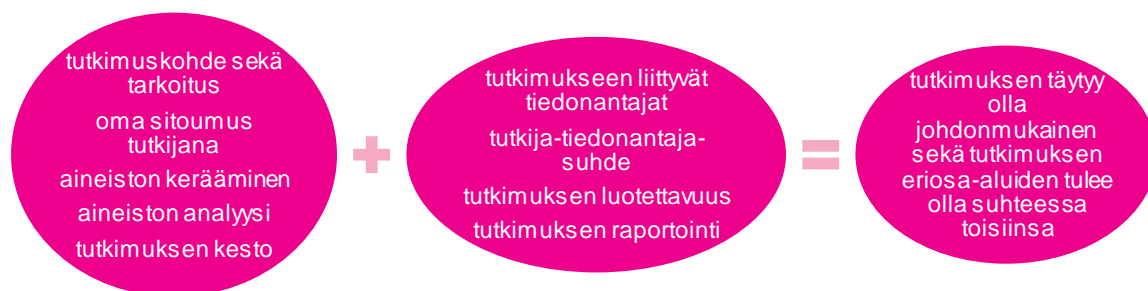 tutkimuskohde sekä
tarkoitus
oma sitoumus
tutkijana
aineiston kerääminen
aineiston analyysi
tutkimuksen kesto
+
tutkimukseen liittyvät
tiedonantajat
tutkija-tiedonantaja-
suhde
tutkimuksen luotettavuus
tutkimuksen raportointi
=
tutkimuksen täytyy
olla
johdonmukainen
sekä tutkimuksen
eriosa-aluiden tulee
olla suhteessa
toisiinsa